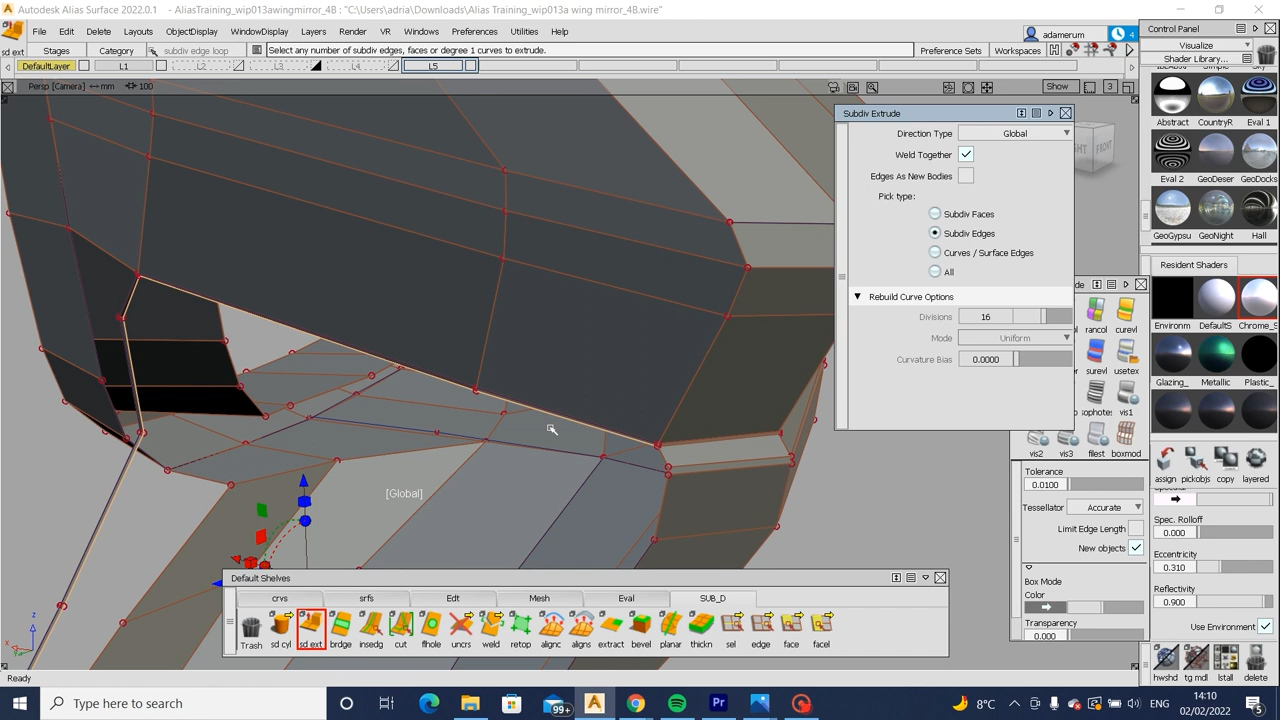 Autodesk Alias Surface 2022.0.1 - AliasTraining_wip013awingmirror_4B : "C:\Users\adria\Downloads\Alias Training_wip013a wing mirror_4B.wire"
File Edit Delete Layouts ObjectDisplay WindowDisplay Layers Render VR Windows Preferences Utilities Help
adamerum 4
sd ext Stages Category subdiv edge loop Select any number of subdiv edges, faces or degree 1 curves to extrude. Preference Sets Workspaces
DefaultLayer L1 L2 L3 L4 L5
Persp [Camera] mm 100 Show 3
Control Panel
Visualize
Shader Library...
Abstract CountryR Eval 1
Eval 2 GeoDeser GeoDocks
GeoGypsu GeoNight Hall
Resident Shaders
Environm DefaultS Chrome_S
Glazing_ Metallic Plastic_
assign pickobjs copy layered
Spec. Rolloff
0.000
Eccentricity
0.310
Reflectivity
0.900
Use Environment
hwshd tg mdl lstall delete
Subdiv Extrude
Direction Type Global
Weld Together
Edges As New Bodies
Pick type:
Subdiv Faces
Subdiv Edges
Curves / Surface Edges
All
Rebuild Curve Options
Divisions 16
Mode Uniform
Curvature Bias 0.0000
FRONT
rancol curevl
surevl usetex
vis1
vis2 vis3 filest boxmod
Tolerance
0.0100
Tessellator Accurate
Limit Edge Length
New objects
Box Mode
Color
Transparency
0.000
[Global]
Default Shelves
crvs srfs Edt Mesh Eval SUB_D
Trash sd cyl sd ext brdge insedg cut flhole uncrs weld retop alignc aligns extract bevel planar thickn sel edge face facel
z
x
Ready
Type here to search
99+
8°C ENG
14:10
02/02/2022